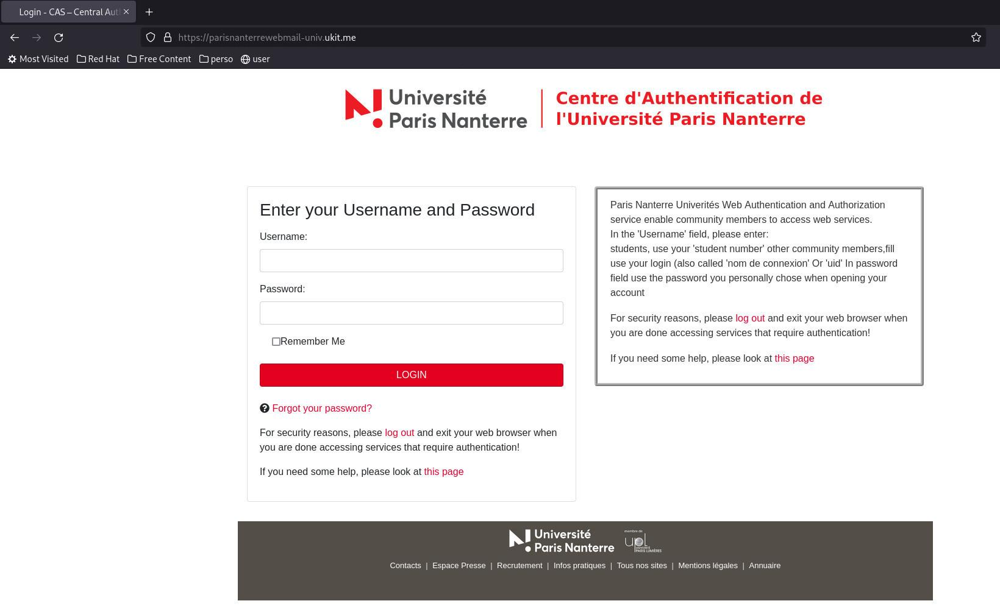 Login - CAS – Central Aut
https://parisnanterrewebmail-univ.ukit.me
Most Visited
Red Hat
Free Content
perso
user
Université
Paris Nanterre
Centre d'Authentification de
l'Université Paris Nanterre
Enter your Username and Password
Username:
Password:
Remember Me
LOGIN
Forgot your password?
For security reasons, please log out and exit your web browser when
you are done accessing services that require authentication!
If you need some help, please look at this page
Paris Nanterre Univerités Web Authentication and Authorization
service enable community members to access web services.
In the 'Username' field, please enter:
students, use your 'student number' other community members,fill
use your login (also called 'nom de connexion' Or 'uid' In password
field use the password you personally chose when opening your
account
For security reasons, please log out and exit your web browser when
you are done accessing services that require authentication!
If you need some help, please look at this page
Université
Paris Nanterre
membre de
upl
UNIVERSITÉ
PARIS LUMIÈRES
Contacts | Espace Presse | Recrutement | Infos pratiques | Tous nos sites | Mentions légales | Annuaire